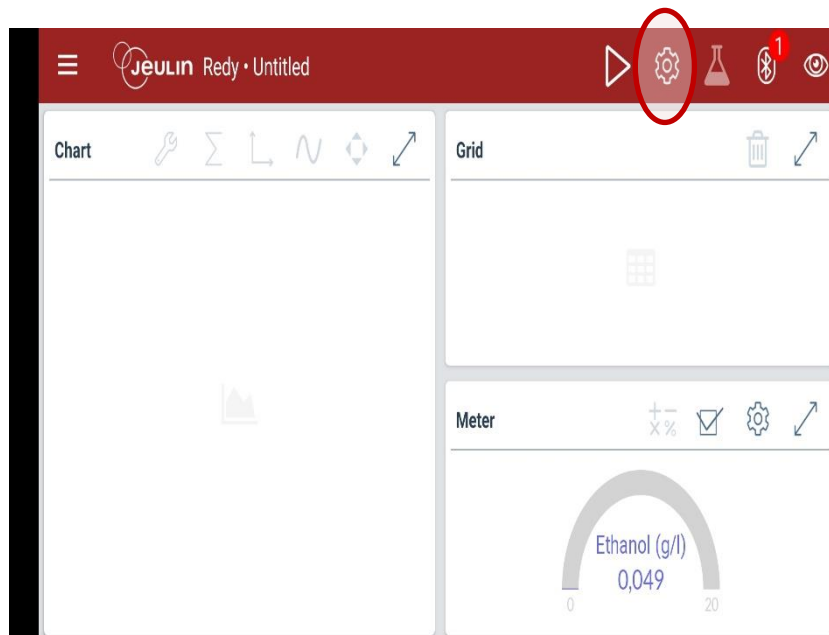 Jeulin Redy • Untitled
1
Chart
Grid
Meter
Ethanol (g/l)
0,049
0
20